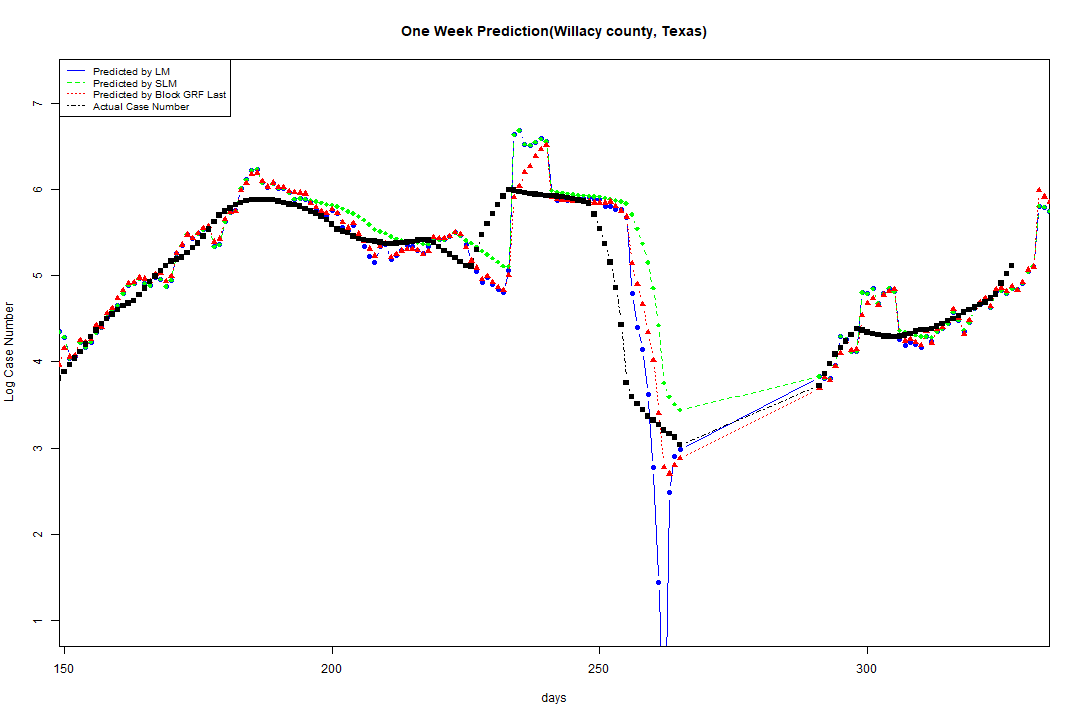 One Week Prediction(Willacy county, Texas)
Predicted by LM
Predicted by SLM
Predicted by Block GRF Last
Actual Case Number
Log Case Number
7
6
5
4
3
2
1
150 200 250 300
days